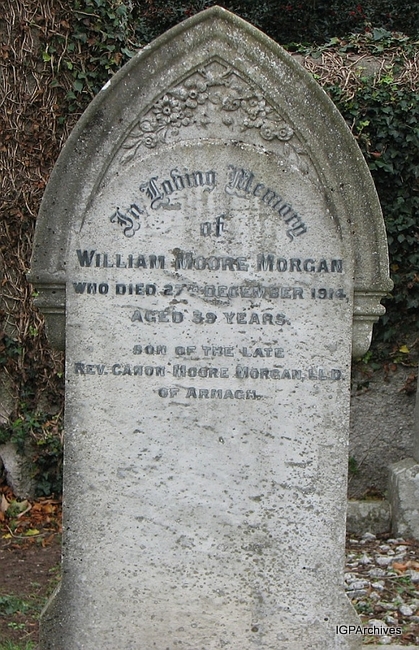 In Loving Memory
of
WILLIAM MOORE MORGAN
WHO DIED 27TH DECEMBER 1914,
AGED 39 YEARS.
SON OF THE LATE
REV. CANON MOORE MORGAN, LL.D.
OF ARMAGH.
IGPArchives